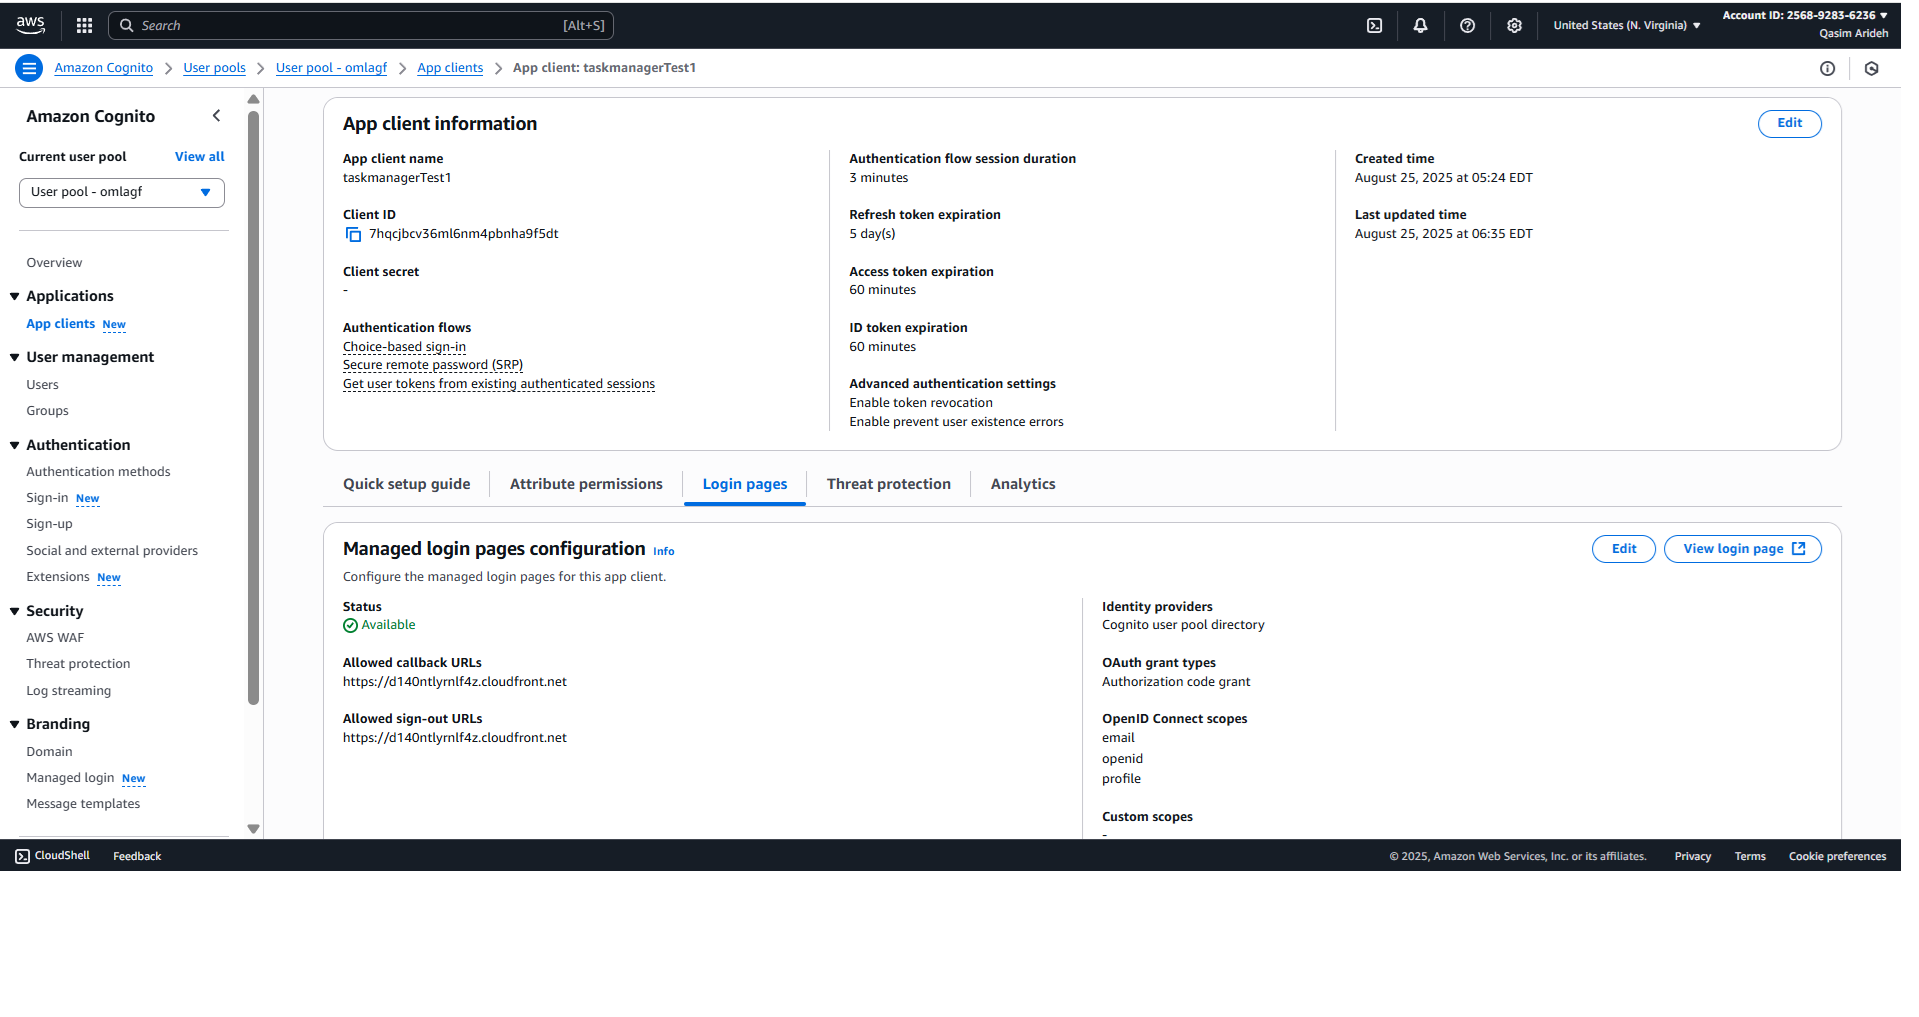 aws
Search
[Alt+S]
United States (N. Virginia)
Account ID: 2568-9283-6236
Qasim Arideh
Amazon Cognito
User pools
User pool - omlagf
App clients
App client: taskmanagerTest1
Amazon Cognito
Current user pool
View all
User pool - omlagf
Overview
Applications
App clients New
User management
Users
Groups
Authentication
Authentication methods
Sign-in New
Sign-up
Social and external providers
Extensions New
Security
AWS WAF
Threat protection
Log streaming
Branding
Domain
Managed login New
Message templates
App client information
Edit
App client name
taskmanagerTest1
Client ID
7hqcjbcv36ml6nm4pbnha9f5dt
Client secret
-
Authentication flows
Choice-based sign-in
Secure remote password (SRP)
Get user tokens from existing authenticated sessions
Authentication flow session duration
3 minutes
Refresh token expiration
5 day(s)
Access token expiration
60 minutes
ID token expiration
60 minutes
Advanced authentication settings
Enable token revocation
Enable prevent user existence errors
Created time
August 25, 2025 at 05:24 EDT
Last updated time
August 25, 2025 at 06:35 EDT
Quick setup guide
Attribute permissions
Login pages
Threat protection
Analytics
Managed login pages configuration Info
Edit
View login page
Configure the managed login pages for this app client.
Status
Available
Allowed callback URLs
https://d140ntlyrnlf4z.cloudfront.net
Allowed sign-out URLs
https://d140ntlyrnlf4z.cloudfront.net
Identity providers
Cognito user pool directory
OAuth grant types
Authorization code grant
OpenID Connect scopes
email
openid
profile
Custom scopes
-
CloudShell
Feedback
© 2025, Amazon Web Services, Inc. or its affiliates.
Privacy
Terms
Cookie preferences